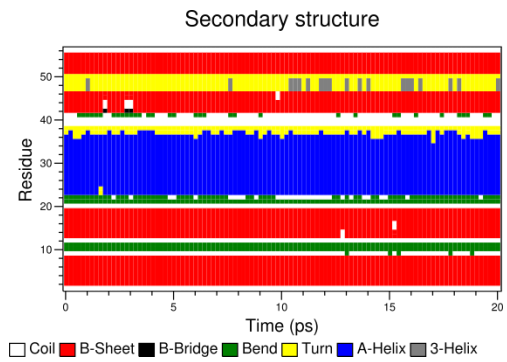 Secondary structure
50
40
30
20
10
Residue
0 5 10 15 20
Time (ps)
Coil B-Sheet B-Bridge Bend Turn A-Helix 3-Helix